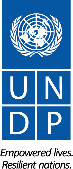 U N
D P
Empowered lives.
Resilient nations.